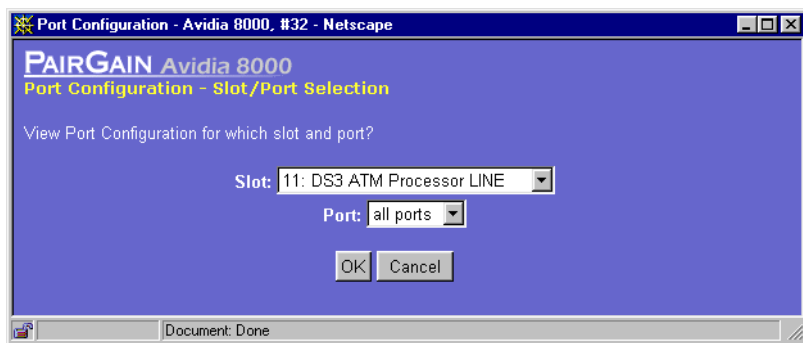 Port Configuration - Avidia 8000, #32 - Netscape
PAIRGAIN Avidia 8000
Port Configuration - Slot/Port Selection
View Port Configuration for which slot and port?
Slot: 11: DS3 ATM Processor LINE
Port: all ports
OK Cancel
Document: Done